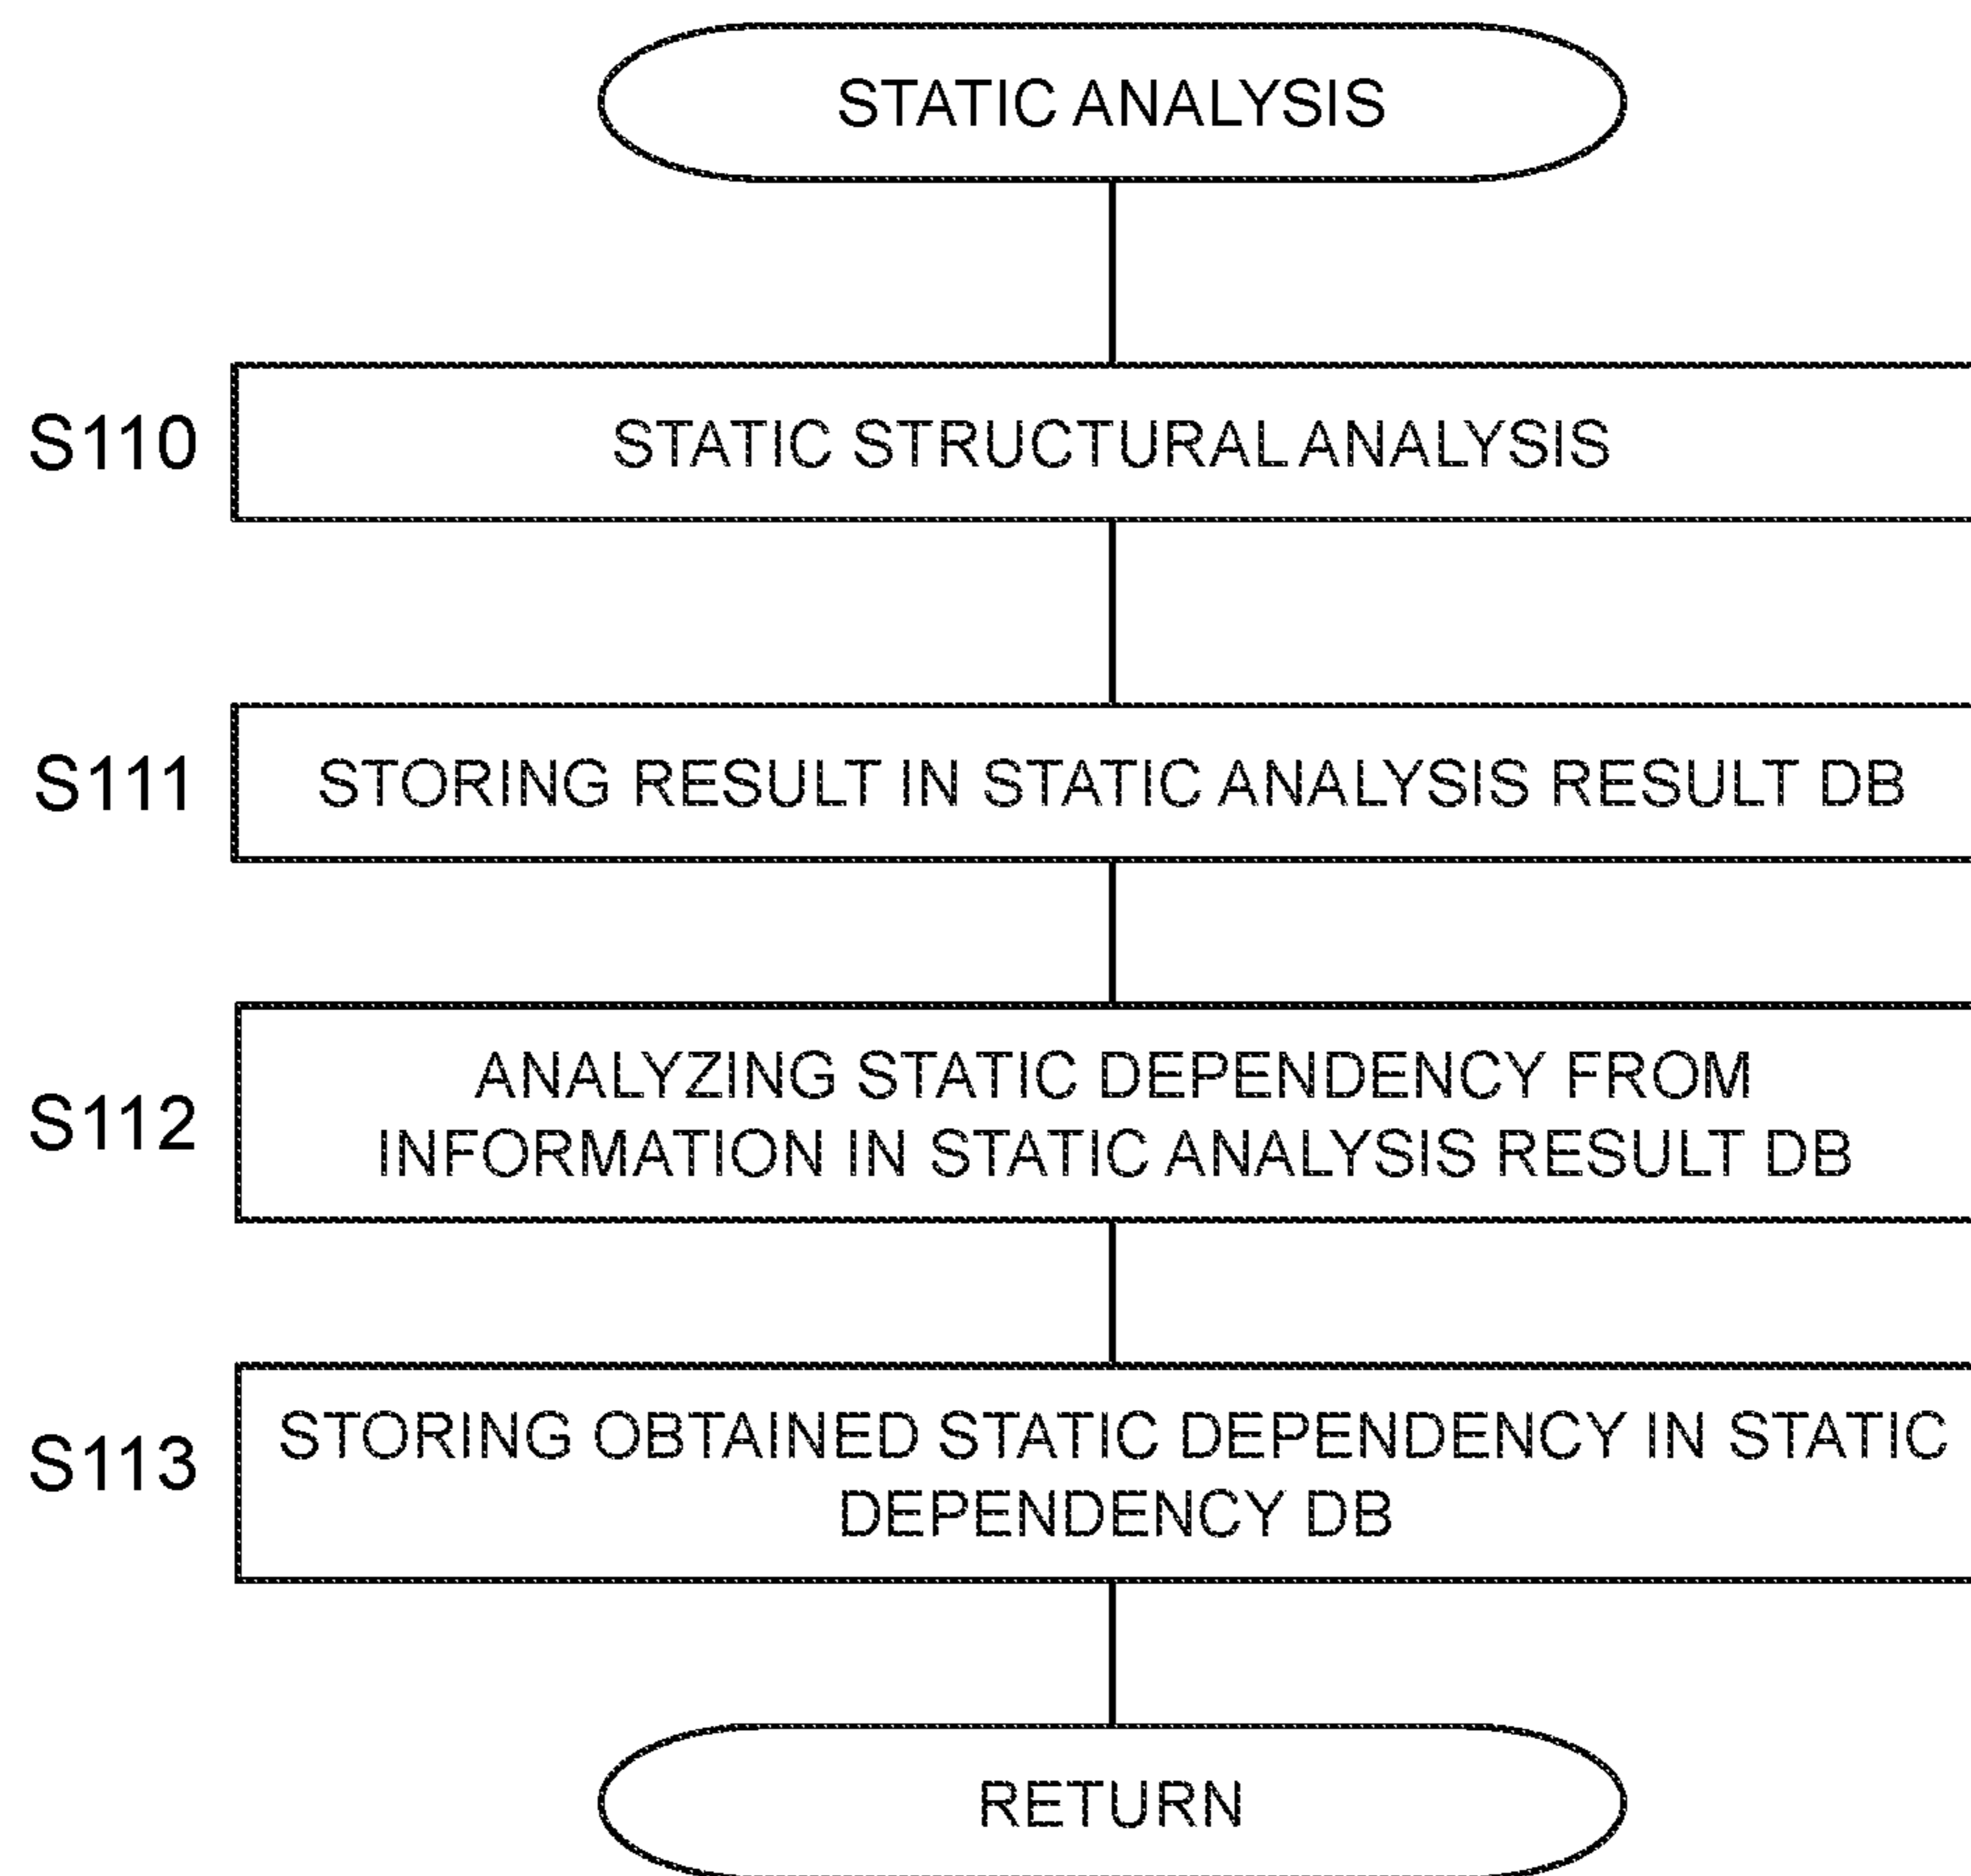 STATIC ANALYSIS
S110
STATIC STRUCTURAL ANALYSIS
S111
STORING RESULT IN STATIC ANALYSIS RESULT DB
S112
ANALYZING STATIC DEPENDENCY FROM
INFORMATION IN STATIC ANALYSIS RESULT DB
S113
STORING OBTAINED STATIC DEPENDENCY IN STATIC
DEPENDENCY DB
RETURN